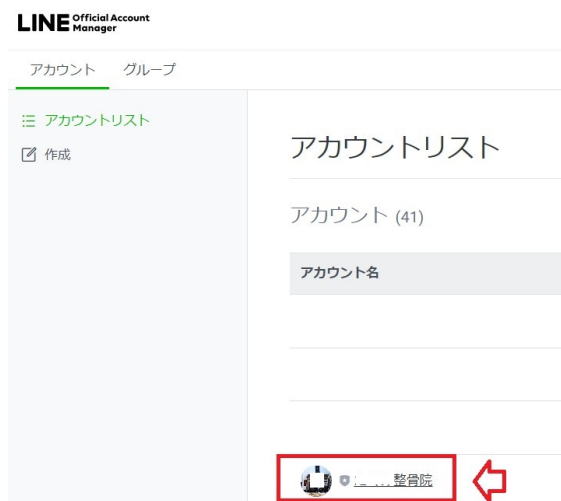 LINE Official Account Manager
アカウント グループ
アカウントリスト
作成
アカウントリスト
アカウント (41)
アカウント名
整骨院